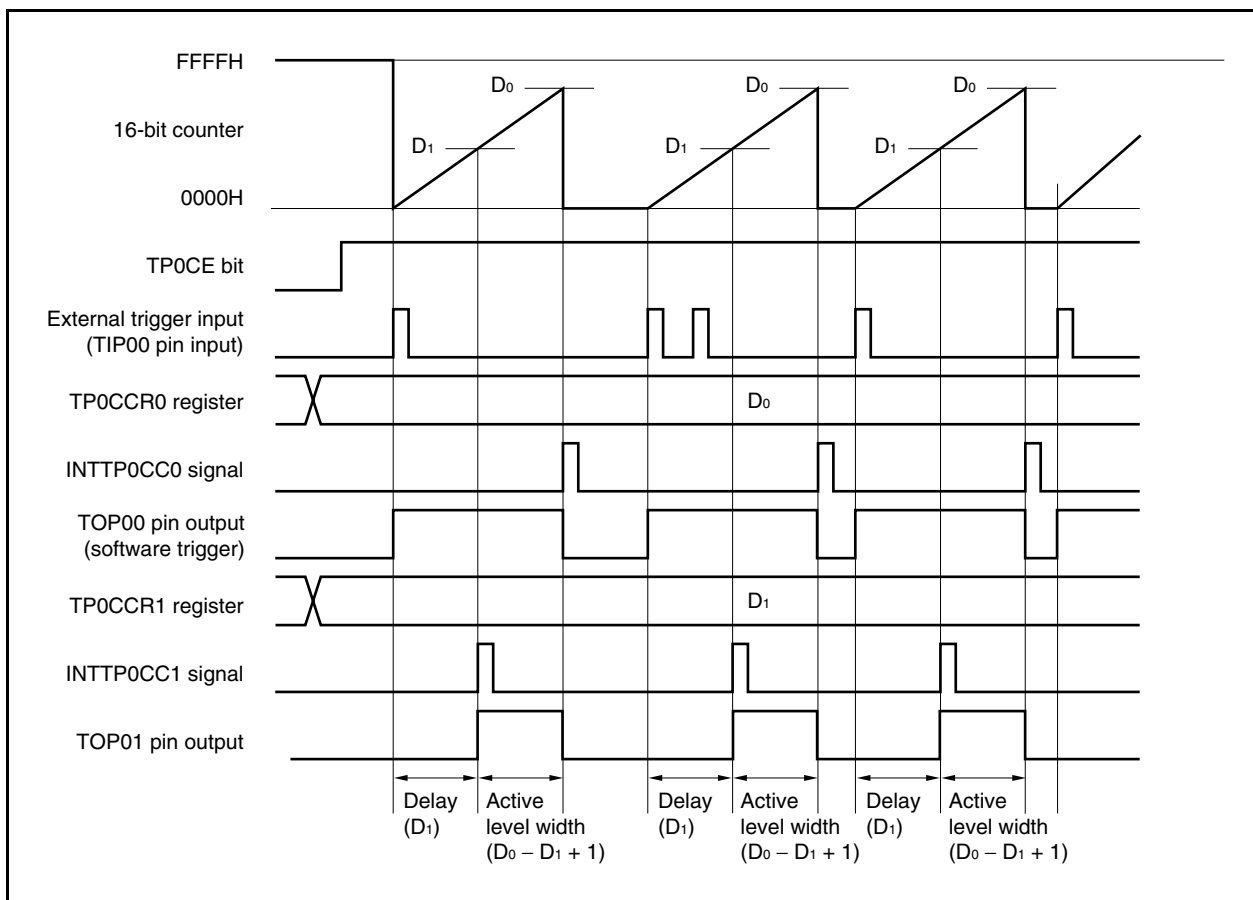 FFFFH
D0 D0 D0
16-bit counter
D1 D1 D1
0000H
TP0CE bit
External trigger input
(TIP00 pin input)
TP0CCR0 register
D0
INTTP0CC0 signal
TOP00 pin output
(software trigger)
TP0CCR1 register
D1
INTTP0CC1 signal
TOP01 pin output
Delay
(D1)
Active
level width
(D0 − D1 + 1)
Delay
(D1)
Active
level width
(D0 − D1 + 1)
Delay
(D1)
Active
level width
(D0 − D1 + 1)